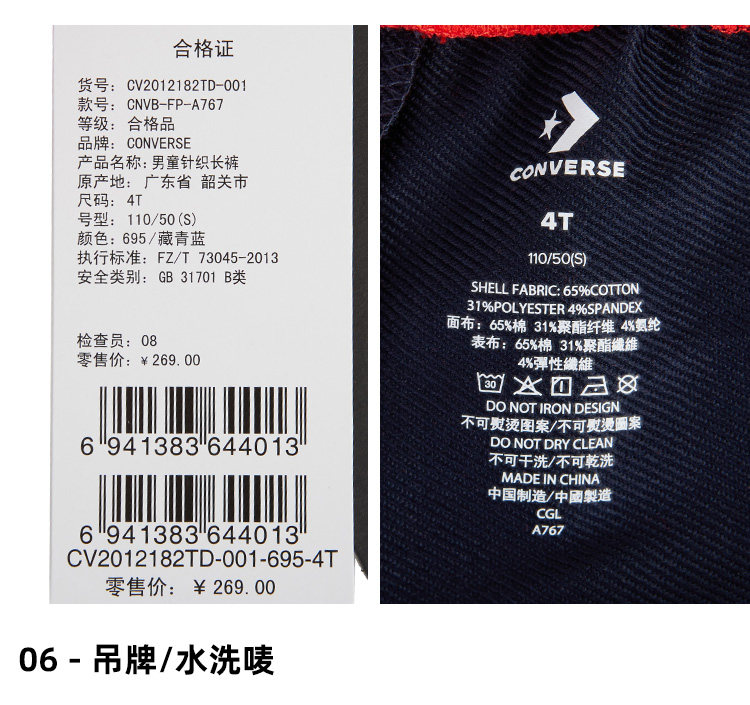 合格证
货号: CV2012182TD-001
款号: CNVB-FP-A767
等级: 合格品
品牌: CONVERSE
产品名称: 男童针织长裤
原产地: 广东省 韶关市
尺码: 4T
号型: 110/50(S)
颜色: 695/藏青蓝
执行标准: FZ/T 73045-2013
安全类别: GB 31701 B类
检查员: 08
零售价: ¥269.00
6 941383 644013
6 941383 644013
CV2012182TD-001-695-4T
零售价: ¥ 269.00
CONVERSE
4T
110/50(S)
SHELL FABRIC: 65%COTTON
31%POLYESTER 4%SPANDEX
面布: 65%棉 31%聚酯纤维 4%氨纶
表布: 65%棉 31%聚酯纖維
4%彈性纖維
30
DO NOT IRON DESIGN
不可熨烫图案/不可熨燙圖案
DO NOT DRY CLEAN
不可干洗/不可乾洗
MADE IN CHINA
中国制造/中國製造
CGL
A767
06 - 吊牌/水洗唛